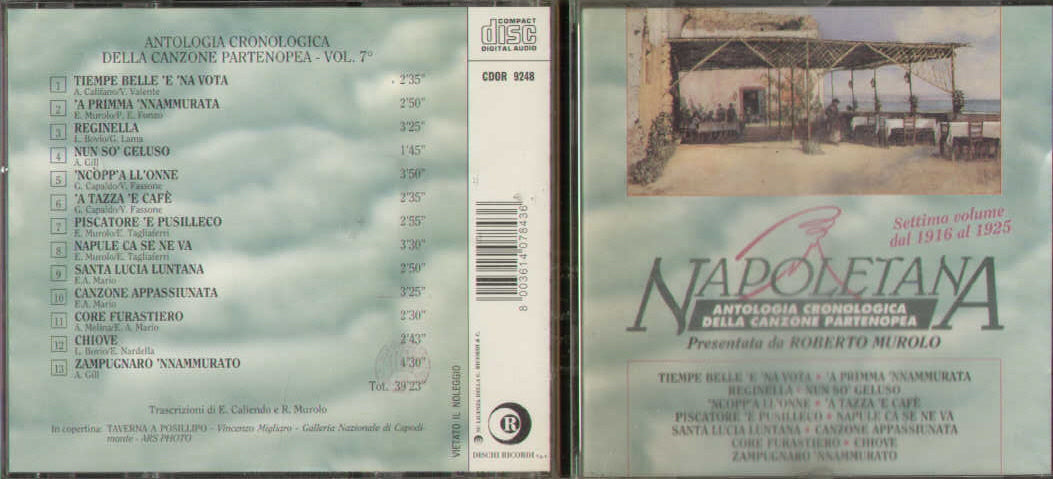 ANTOLOGIA CRONOLOGICA
DELLA CANZONE PARTENOPEA - VOL. 7°
1 TIEMPE BELLE 'E 'NA VOTA 2'35"
A. Califano/V. Valente
2 'A PRIMMA 'NNAMMURATA 2'50"
E. Murolo/P. E. Fonzo
3 REGINELLA 3'25"
L. Bovio/G. Lama
4 NUN SO' GELUSO 1'45"
A. Gill
5 'NCOPP'A LL'ONNE 3'50"
G. Capaldo/V. Fassone
6 'A TAZZA 'E CAFÈ 2'35"
G. Capaldo/V. Fassone
7 PISCATORE 'E PUSILLECO 2'55"
E. Murolo/E. Tagliaferri
8 NAPULE CA SE NE VA 3'30"
E. Murolo/E. Tagliaferri
9 SANTA LUCIA LUNTANA 2'50"
E.A. Mario
10 CANZONE APPASSIUNATA 3'25"
E.A. Mario
11 CORE FURASTIERO 2'30"
A. Melina/E. A. Mario
12 CHIOVE 2'43"
L. Bovio/E. Nardella
13 ZAMPUGNARO 'NNAMMURATO 4'30"
A. Gill
Tot. 39'23"
Trascrizioni di E. Caliendo e R. Murolo
In copertina: TAVERNA A POSILLIPO - Vincenzo Migliaro - Galleria Nazionale di Capodi-
monte - ARS PHOTO
COMPACT
disc
DIGITAL AUDIO
CDOR 9248
8 003614 078436
VIETATO IL NOLEGGIO
SU LICENZA DELLA G. RICORDI & C.
R
DISCHI RICORDI S.p.A.
Settimo volume
dal 1916 al 1925
NAPOLETANA
ANTOLOGIA CRONOLOGICA
DELLA CANZONE PARTENOPEA
Presentata da ROBERTO MUROLO
TIEMPE BELLE 'E 'NA VOTA • 'A PRIMMA 'NNAMMURATA
REGINELLA • NUN SO' GELUSO
'NCOPP'A LL'ONNE • 'A TAZZA 'E CAFÈ
PISCATORE 'E PUSILLECO • NAPULE CA SE NE VA
SANTA LUCIA LUNTANA • CANZONE APPASSIUNATA
CORE FURASTIERO • CHIOVE
ZAMPUGNARO 'NNAMMURATO